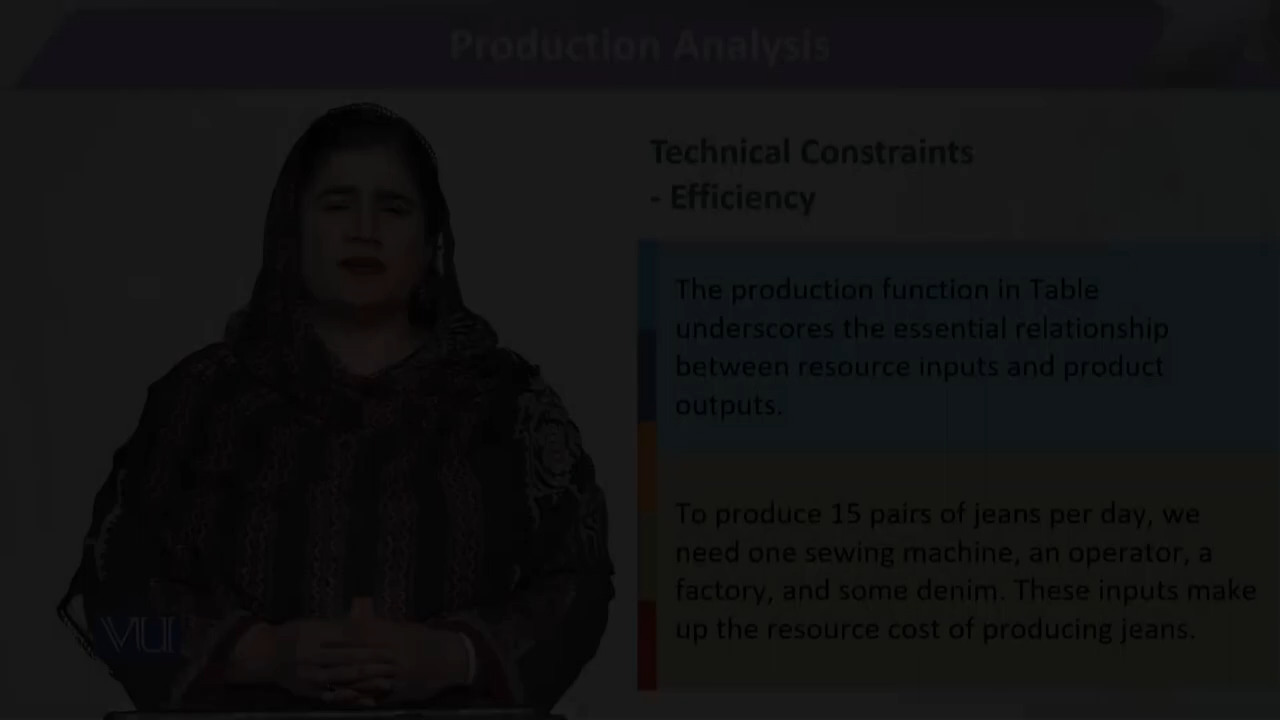 Production Analysis
Technical Constraints
- Efficiency
The production function in Table
underscores the essential relationship
between resource inputs and product
outputs.
To produce 15 pairs of jeans per day, we
need one sewing machine, an operator, a
factory, and some denim. These inputs make
up the resource cost of producing jeans.
VU